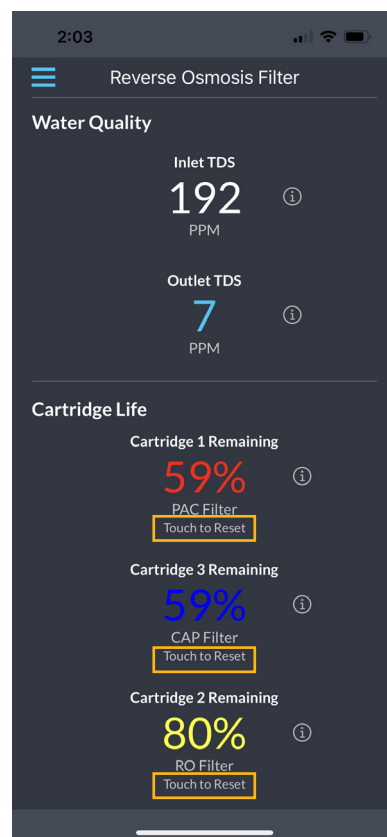 2:03
Reverse Osmosis Filter
Water Quality
Inlet TDS
192
PPM
Outlet TDS
7
PPM
Cartridge Life
Cartridge 1 Remaining
59%
PAC Filter
Touch to Reset
Cartridge 3 Remaining
59%
CAP Filter
Touch to Reset
Cartridge 2 Remaining
80%
RO Filter
Touch to Reset